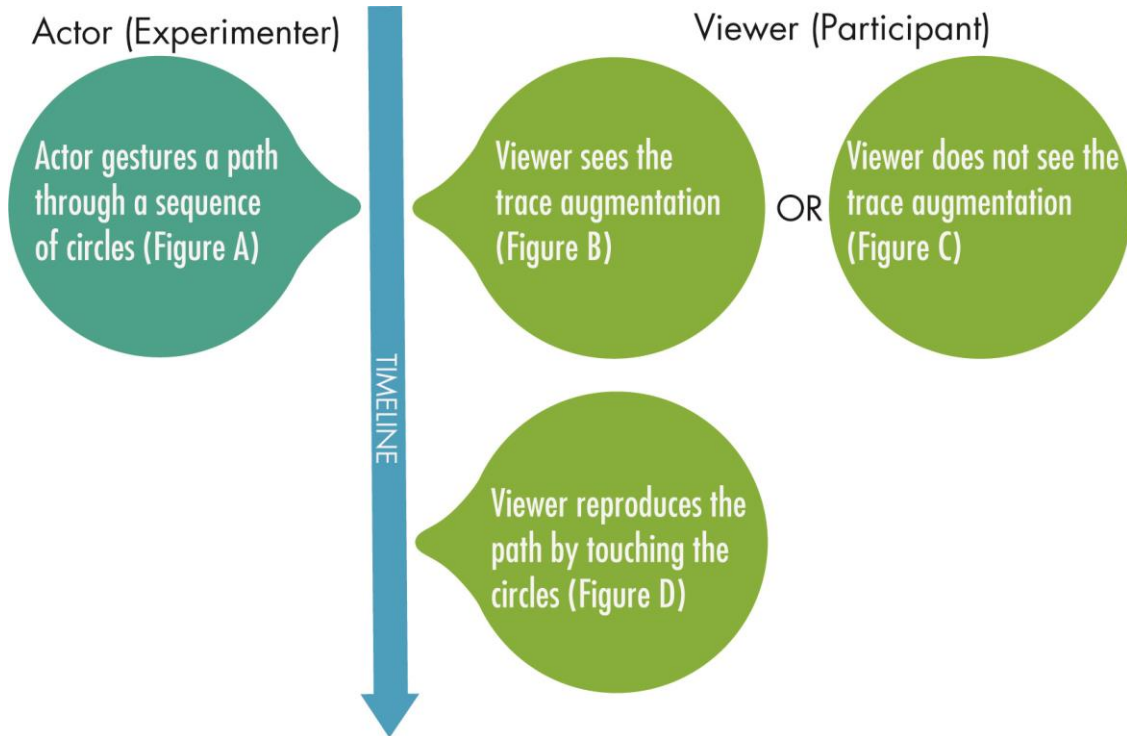 Actor (Experimenter)
Viewer (Participant)
Actor gestures a path
through a sequence
of circles (Figure A)
Viewer sees the
trace augmentation
(Figure B)
OR
Viewer does not see the
trace augmentation
(Figure C)
TIMELINE
Viewer reproduces the
path by touching the
circles (Figure D)